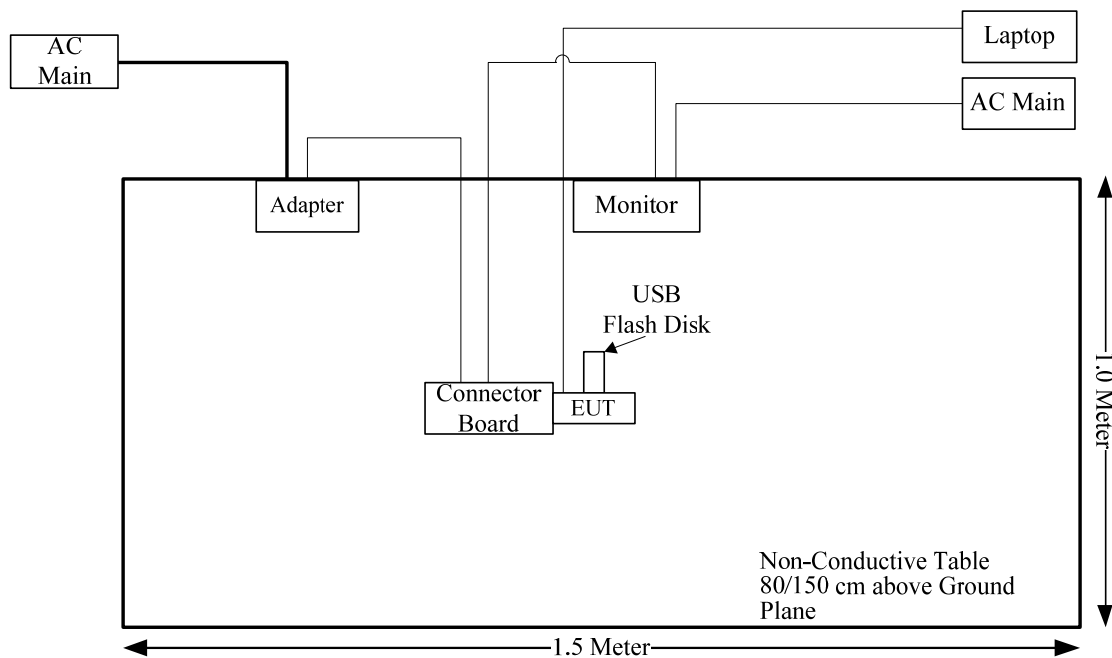 AC
Main
Laptop
AC Main
Adapter
Monitor
USB
Flash Disk
Connector
Board
EUT
1.0 Meter
Non-Conductive Table
80/150 cm above Ground
Plane
1.5 Meter